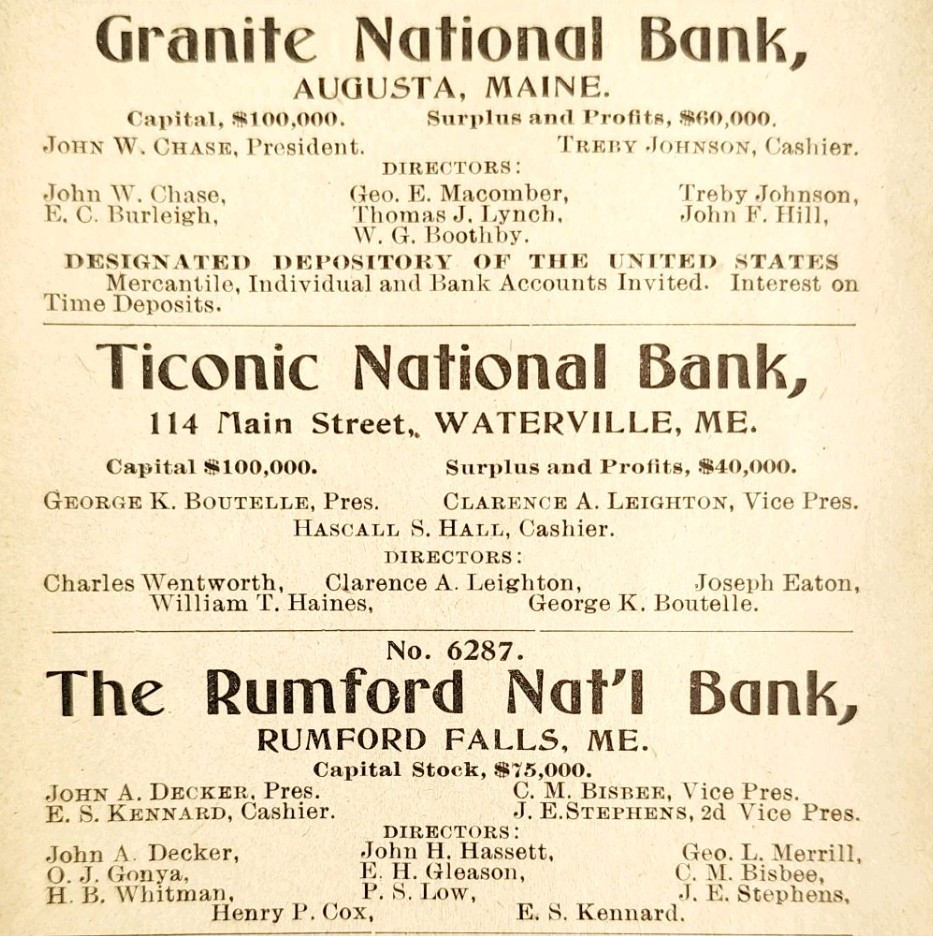 Granite National Bank,
AUGUSTA, MAINE.
Capital, $100,000. Surplus and Profits, $60,000.
JOHN W. CHASE, President. TREBY JOHNSON, Cashier.
DIRECTORS:
John W. Chase, Geo. E. Macomber, Treby Johnson,
E. C. Burleigh, Thomas J. Lynch, John F. Hill,
W. G. Boothby.
DESIGNATED DEPOSITORY OF THE UNITED STATES
Mercantile, Individual and Bank Accounts Invited. Interest on
Time Deposits.
Ticonic National Bank,
114 Main Street, WATERVILLE, ME.
Capital $100,000. Surplus and Profits, $40,000.
GEORGE K. BOUTELLE, Pres. CLARENCE A. LEIGHTON, Vice Pres.
HASCALL S. HALL, Cashier.
DIRECTORS:
Charles Wentworth, Clarence A. Leighton, Joseph Eaton,
William T. Haines, George K. Boutelle.
No. 6287.
The Rumford Nat'l Bank,
RUMFORD FALLS, ME.
Capital Stock, $75,000.
JOHN A. DECKER, Pres. C. M. BISBEE, Vice Pres.
E. S. KENNARD, Cashier. J. E. STEPHENS, 2d Vice Pres.
DIRECTORS:
John A. Decker, John H. Hassett, Geo. L. Merrill,
O. J. Gonya, E. H. Gleason, C. M. Bisbee,
H. B. Whitman, P. S. Low, J. E. Stephens,
Henry P. Cox, E. S. Kennard.